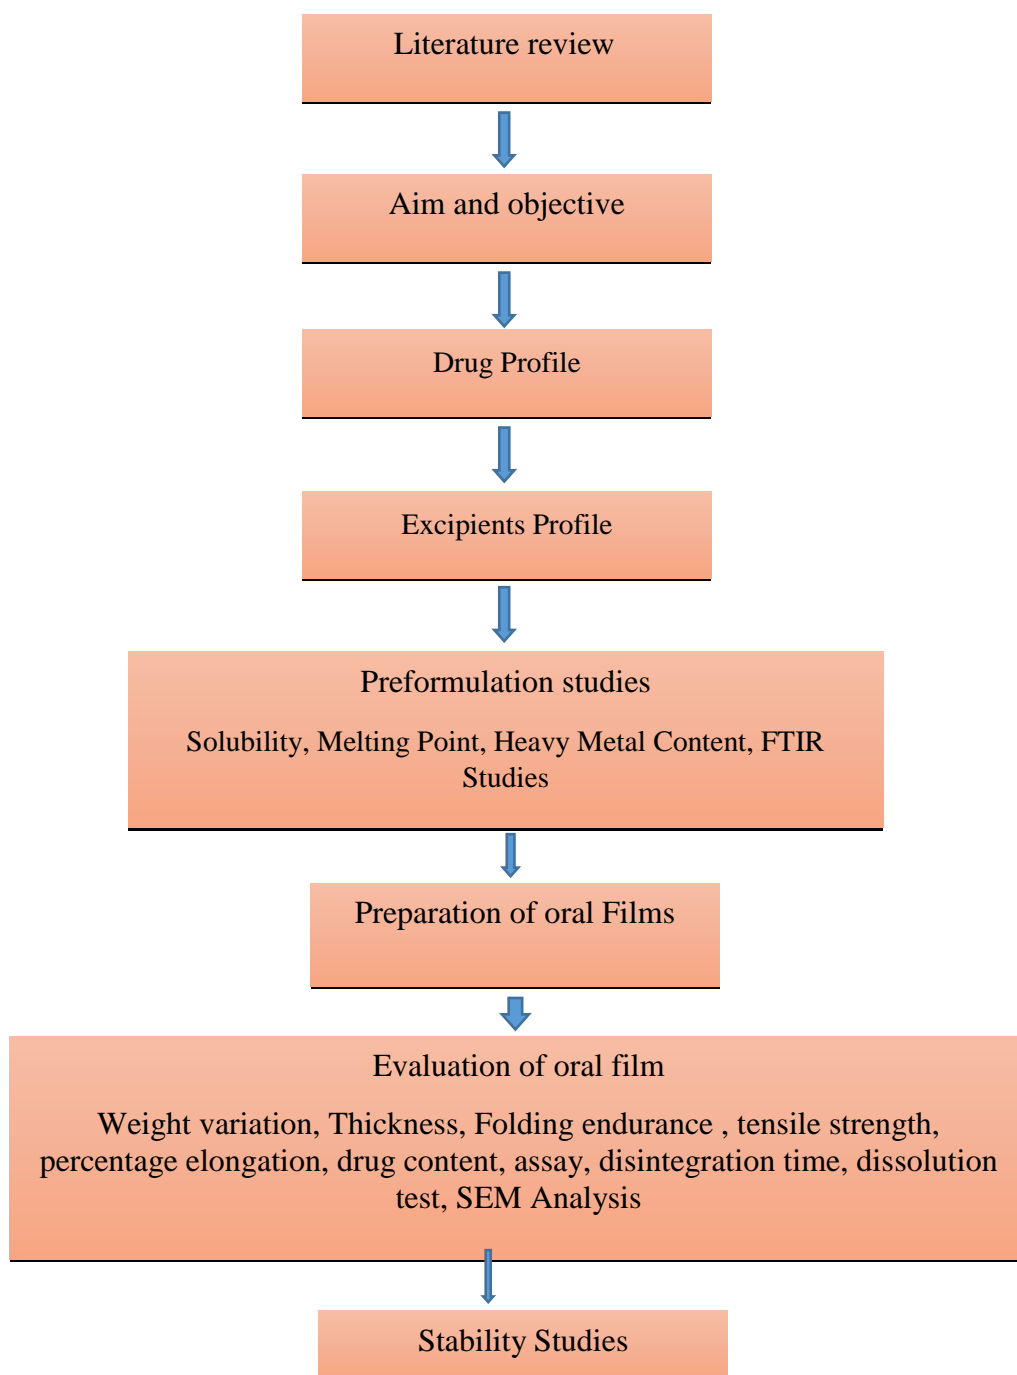 Literature review
Aim and objective
Drug Profile
Excipients Profile
Preformulation studies
Solubility, Melting Point, Heavy Metal Content, FTIR
Studies
Preparation of oral Films
Evaluation of oral film
Weight variation, Thickness, Folding endurance , tensile strength,
percentage elongation, drug content, assay, disintegration time, dissolution
test, SEM Analysis
Stability Studies